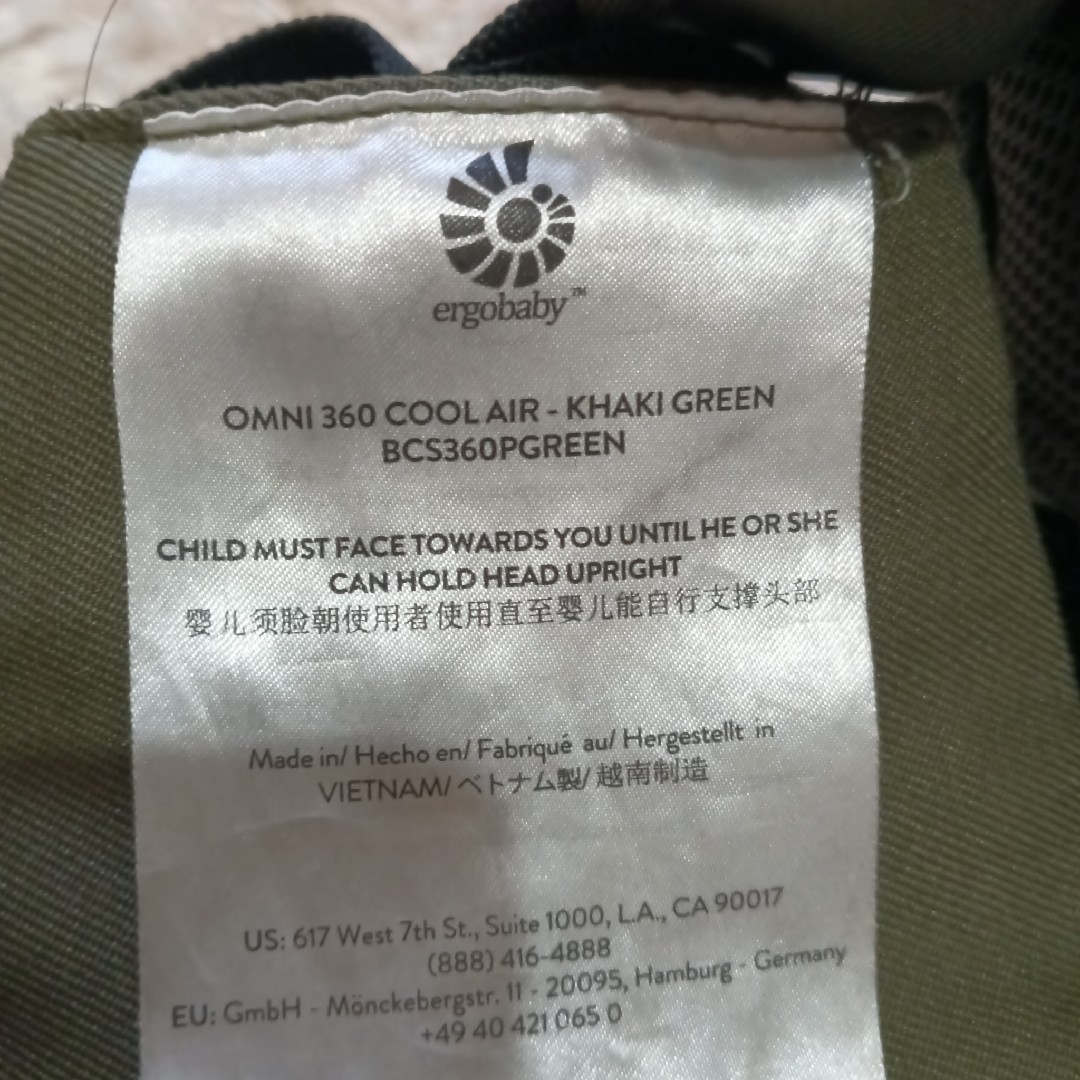 ergobaby™
OMNI 360 COOL AIR - KHAKI GREEN
BCS360PGREEN
CHILD MUST FACE TOWARDS YOU UNTIL HE OR SHE
CAN HOLD HEAD UPRIGHT
婴儿须脸朝使用者使用直至婴儿能自行支撑头部
Made in/ Hecho en/ Fabriqué au/ Hergestellt in
VIETNAM/ ベトナム製/ 越南制造
US: 617 West 7th St., Suite 1000, L.A., CA 90017
(888) 416-4888
EU: GmbH - Mönckebergstr. 11 - 20095, Hamburg - Germany
+49 40 421 065 0